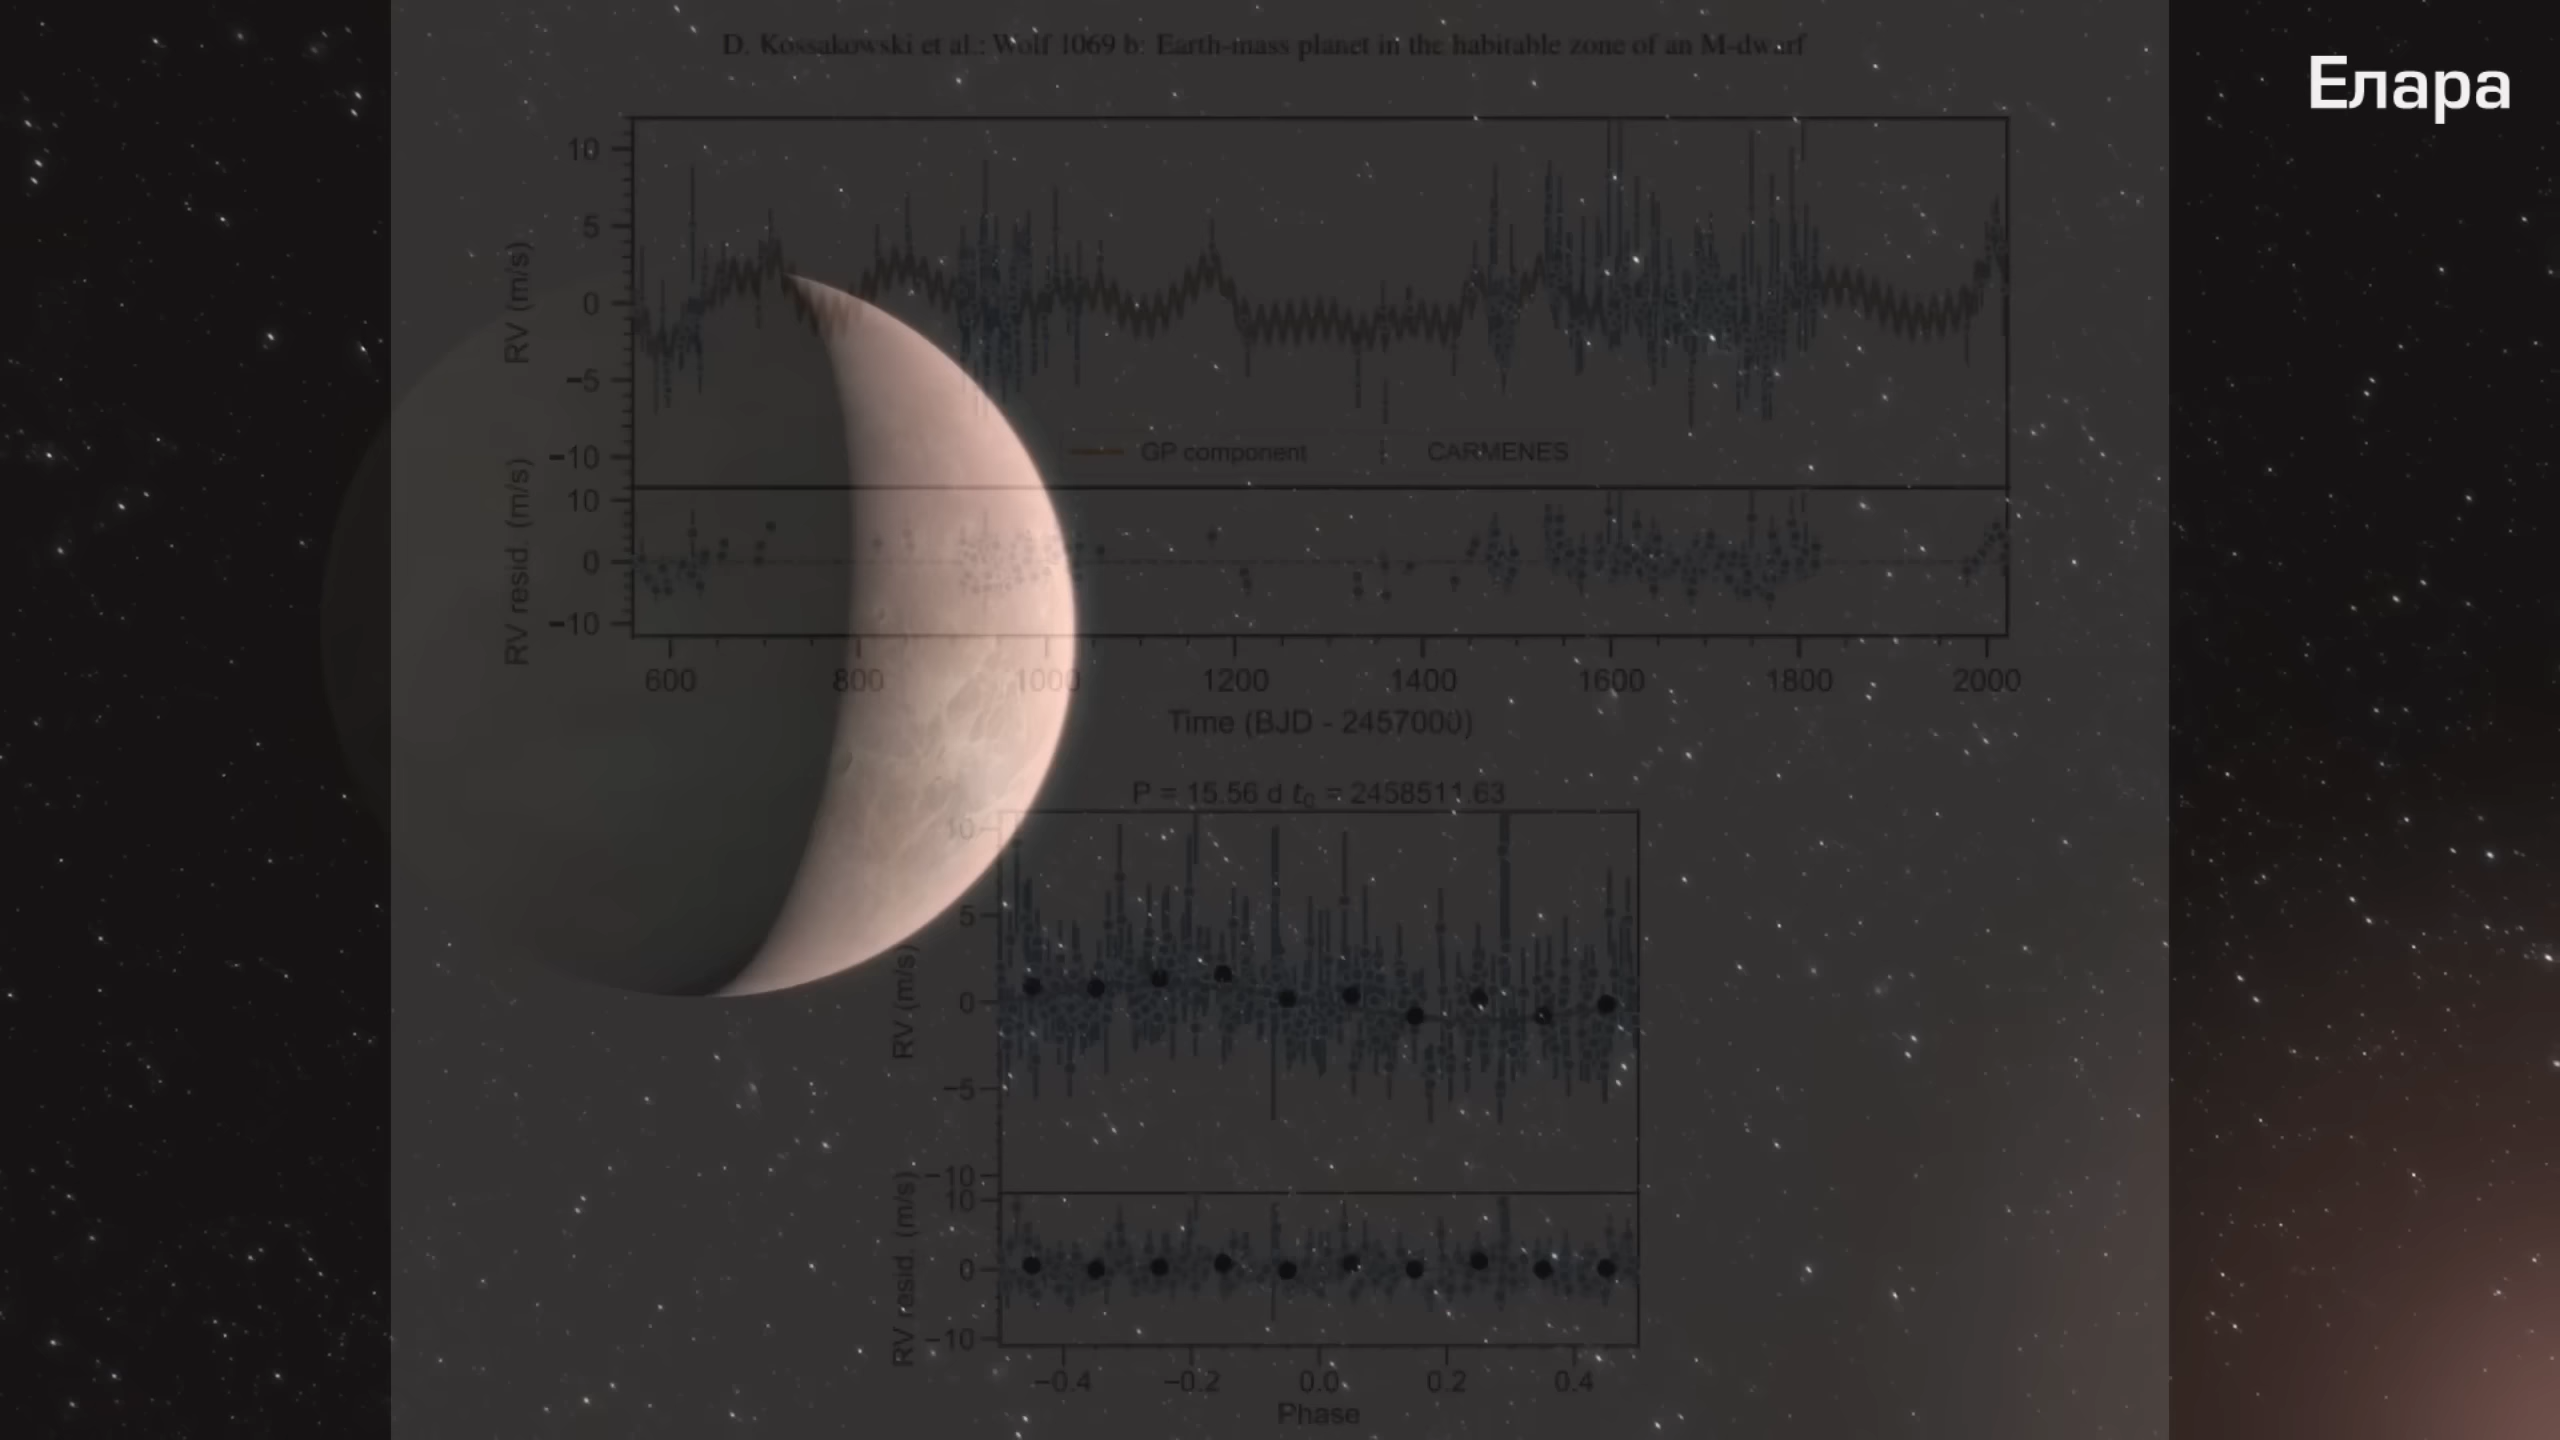 D. Kossakowski et al.: Wolf 1069 b: Earth-mass planet in the habitable zone of an M-dwarf
Елара
10
5
0
−5
−10
RV (m/s)
GP component
CARMENES
10
0
−10
RV resid. (m/s)
600 800 1000 1200 1400 1600 1800 2000
Time (BJD - 2457000)
P = 15.56 d t0 = 2458511.63
10
5
0
−5
−10
RV (m/s)
10
0
−10
RV resid. (m/s)
−0.4 −0.2 0.0 0.2 0.4
Phase